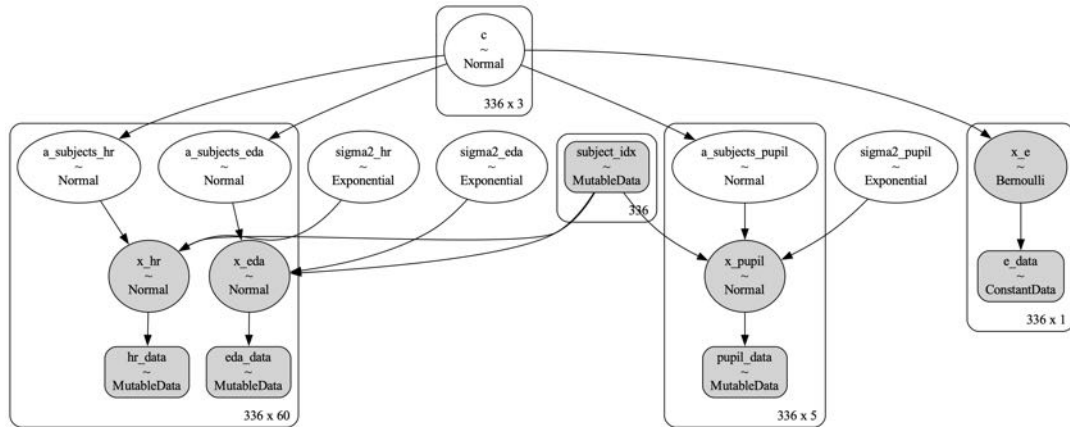 c
~
Normal
336 x 3
a_subjects_hr
~
Normal
a_subjects_eda
~
Normal
sigma2_hr
~
Exponential
sigma2_eda
~
Exponential
subject_idx
~
MutableData
336
a_subjects_pupil
~
Normal
sigma2_pupil
~
Exponential
x_e
~
Bernoulli
x_hr
~
Normal
x_eda
~
Normal
x_pupil
~
Normal
e_data
~
ConstantData
336 x 1
hr_data
~
MutableData
eda_data
~
MutableData
336 x 60
pupil_data
~
MutableData
336 x 5